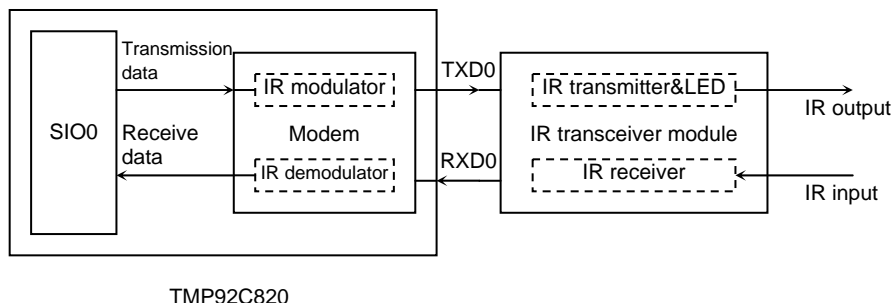 Transmission
data
IR modulator
TXD0
IR transmitter&LED
IR output
SIO0
Receive
data
Modem
IR transceiver module
IR demodulator
RXD0
IR receiver
IR input
TMP92C820